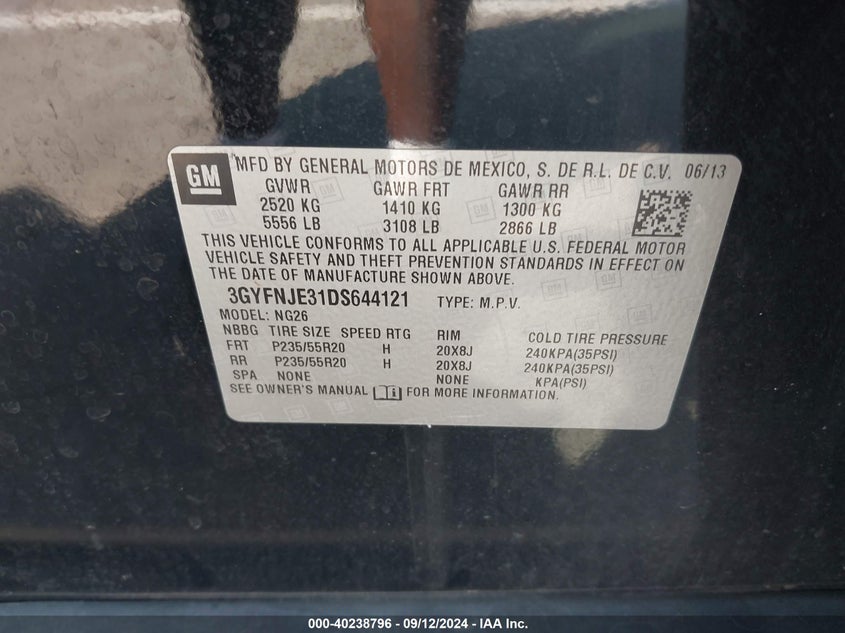 GM MFD BY GENERAL MOTORS DE MEXICO, S. DE R.L. DE C.V. 06/13
GVWR GAWR FRT GAWR RR
2520 KG 1410 KG 1300 KG
5556 LB 3108 LB 2866 LB
THIS VEHICLE CONFORMS TO ALL APPLICABLE U.S. FEDERAL MOTOR
VEHICLE SAFETY AND THEFT PREVENTION STANDARDS IN EFFECT ON
THE DATE OF MANUFACTURE SHOWN ABOVE.
3GYFNJE31DS644121 TYPE: M.P.V.
MODEL: NG26
NBBG TIRE SIZE SPEED RTG RIM COLD TIRE PRESSURE
FRT P235/55R20 H 20X8J 240KPA(35PSI)
RR P235/55R20 H 20X8J 240KPA(35PSI)
SPA NONE NONE KPA(PSI)
SEE OWNER'S MANUAL FOR MORE INFORMATION.
000-40238796 - 09/12/2024 - IAA Inc.